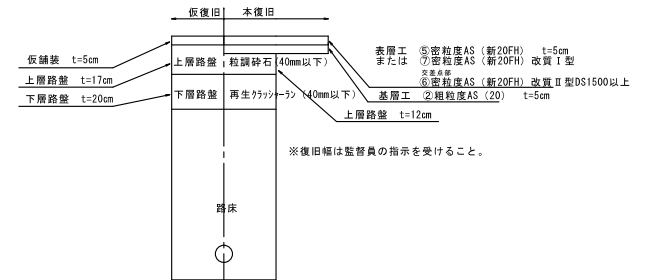 仮復旧 本復旧
仮舗装 t=5cm
上層路盤 t=17cm
下層路盤 t=20cm
上層路盤 粒調砕石(40mm以下)
下層路盤 再生クラッシャーラン(40mm以下)
表層工 ⑤密粒度AS(新20FH) t=5cm
または ⑦密粒度AS(新20FH)改質Ⅰ型
交差点部
⑥密粒度AS(新20FH)改質Ⅱ型DS1500以上
基層工 ②粗粒度AS(20) t=5cm
上層路盤 t=12cm
※復旧幅は監督員の指示を受けること。
路床